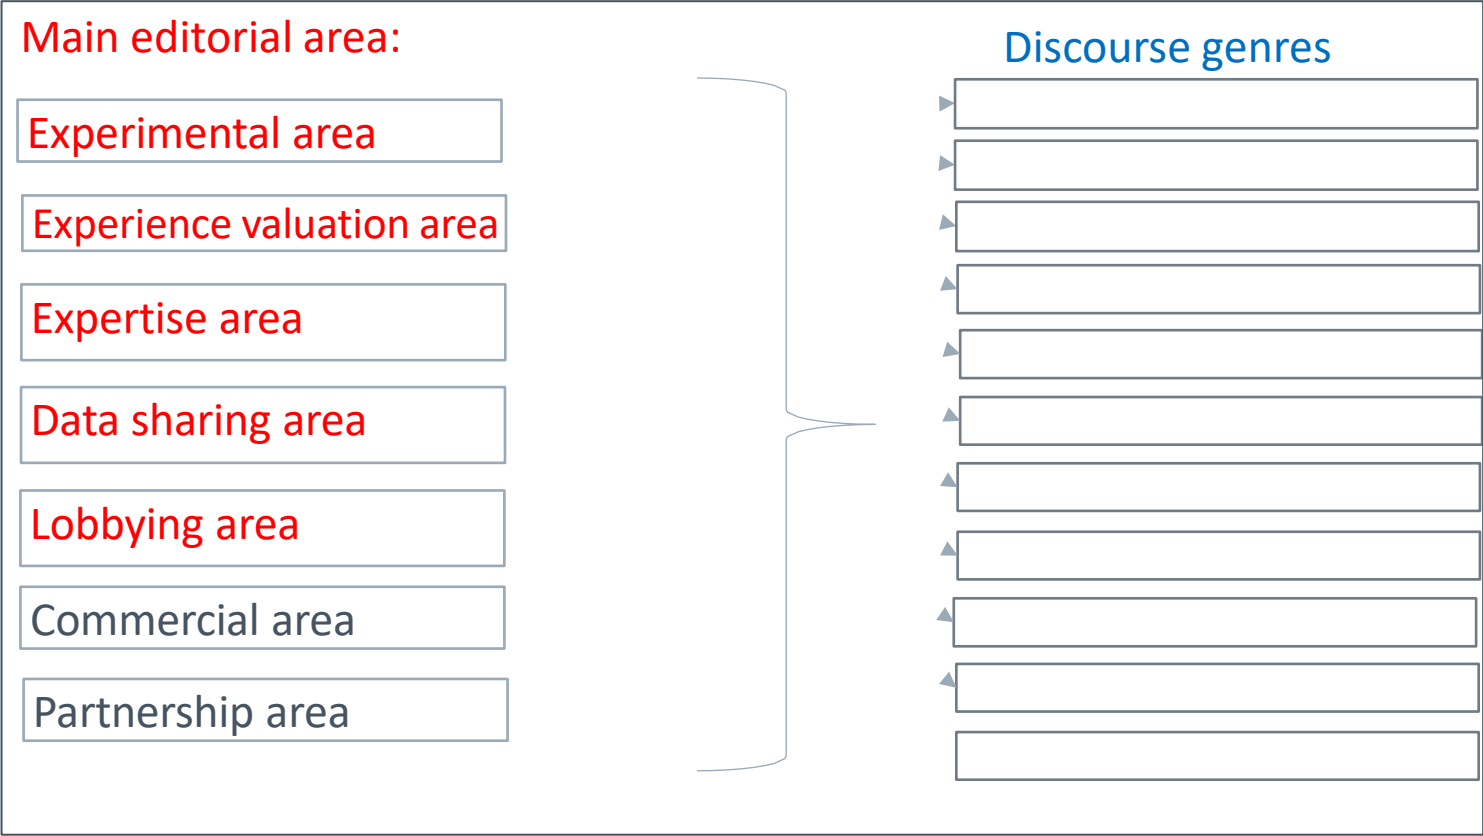 Main editorial area:
Discourse genres
Experimental area
Experience valuation area
Expertise area
Data sharing area
Lobbying area
Commercial area
Partnership area